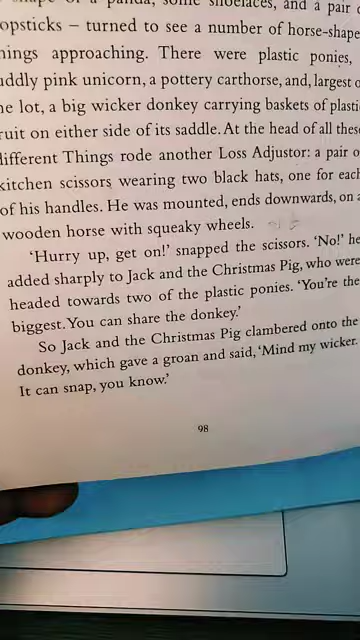 shape of a panda, some shoelaces, and a pair
opsticks – turned to see a number of horse-shape
hings approaching. There were plastic ponies,
uddly pink unicorn, a pottery carthorse, and, largest o
he lot, a big wicker donkey carrying baskets of plasti
ruit on either side of its saddle. At the head of all these
different Things rode another Loss Adjuster: a pair o
kitchen scissors wearing two black hats, one for each
of his handles. He was mounted, ends downwards, on a
wooden horse with squeaky wheels.
'Hurry up, get on!' snapped the scissors. 'No!' he
added sharply to Jack and the Christmas Pig, who were
headed towards two of the plastic ponies. 'You're the
biggest. You can share the donkey.'
So Jack and the Christmas Pig clambered onto the
donkey, which gave a groan and said, 'Mind my wicker.
It can snap, you know.'
98